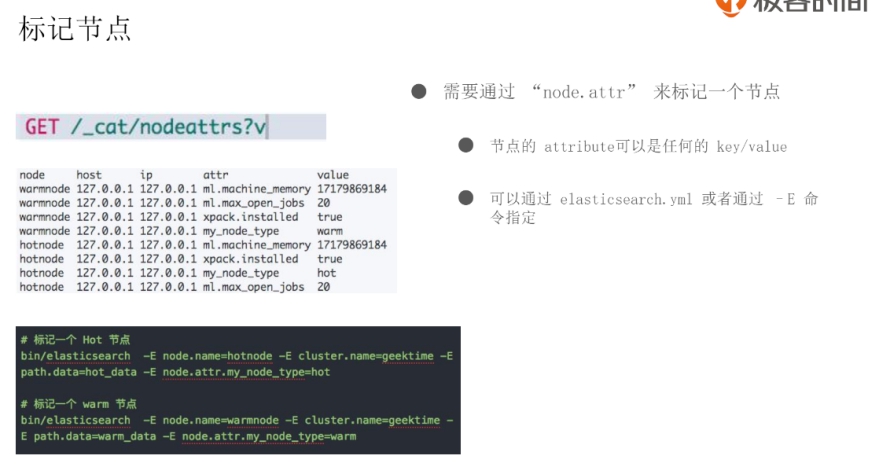 标记节点
极客时间
GET /_cat/nodeattrs?v
node host ip attr value
warmnode 127.0.0.1 127.0.0.1 ml.machine_memory 17179869184
warmnode 127.0.0.1 127.0.0.1 ml.max_open_jobs 20
warmnode 127.0.0.1 127.0.0.1 xpack.installed true
warmnode 127.0.0.1 127.0.0.1 my_node_type warm
hotnode 127.0.0.1 127.0.0.1 ml.machine_memory 17179869184
hotnode 127.0.0.1 127.0.0.1 xpack.installed true
hotnode 127.0.0.1 127.0.0.1 my_node_type hot
hotnode 127.0.0.1 127.0.0.1 ml.max_open_jobs 20
# 标记一个 Hot 节点
bin/elasticsearch -E node.name=hotnode -E cluster.name=geektime -E
path.data=hot_data -E node.attr.my_node_type=hot
# 标记一个 warm 节点
bin/elasticsearch -E node.name=warmnode -E cluster.name=geektime -
E path.data=warm_data -E node.attr.my_node_type=warm
● 需要通过 “node.attr” 来标记一个节点
● 节点的 attribute可以是任何的 key/value
● 可以通过 elasticsearch.yml 或者通过 –E 命
令指定